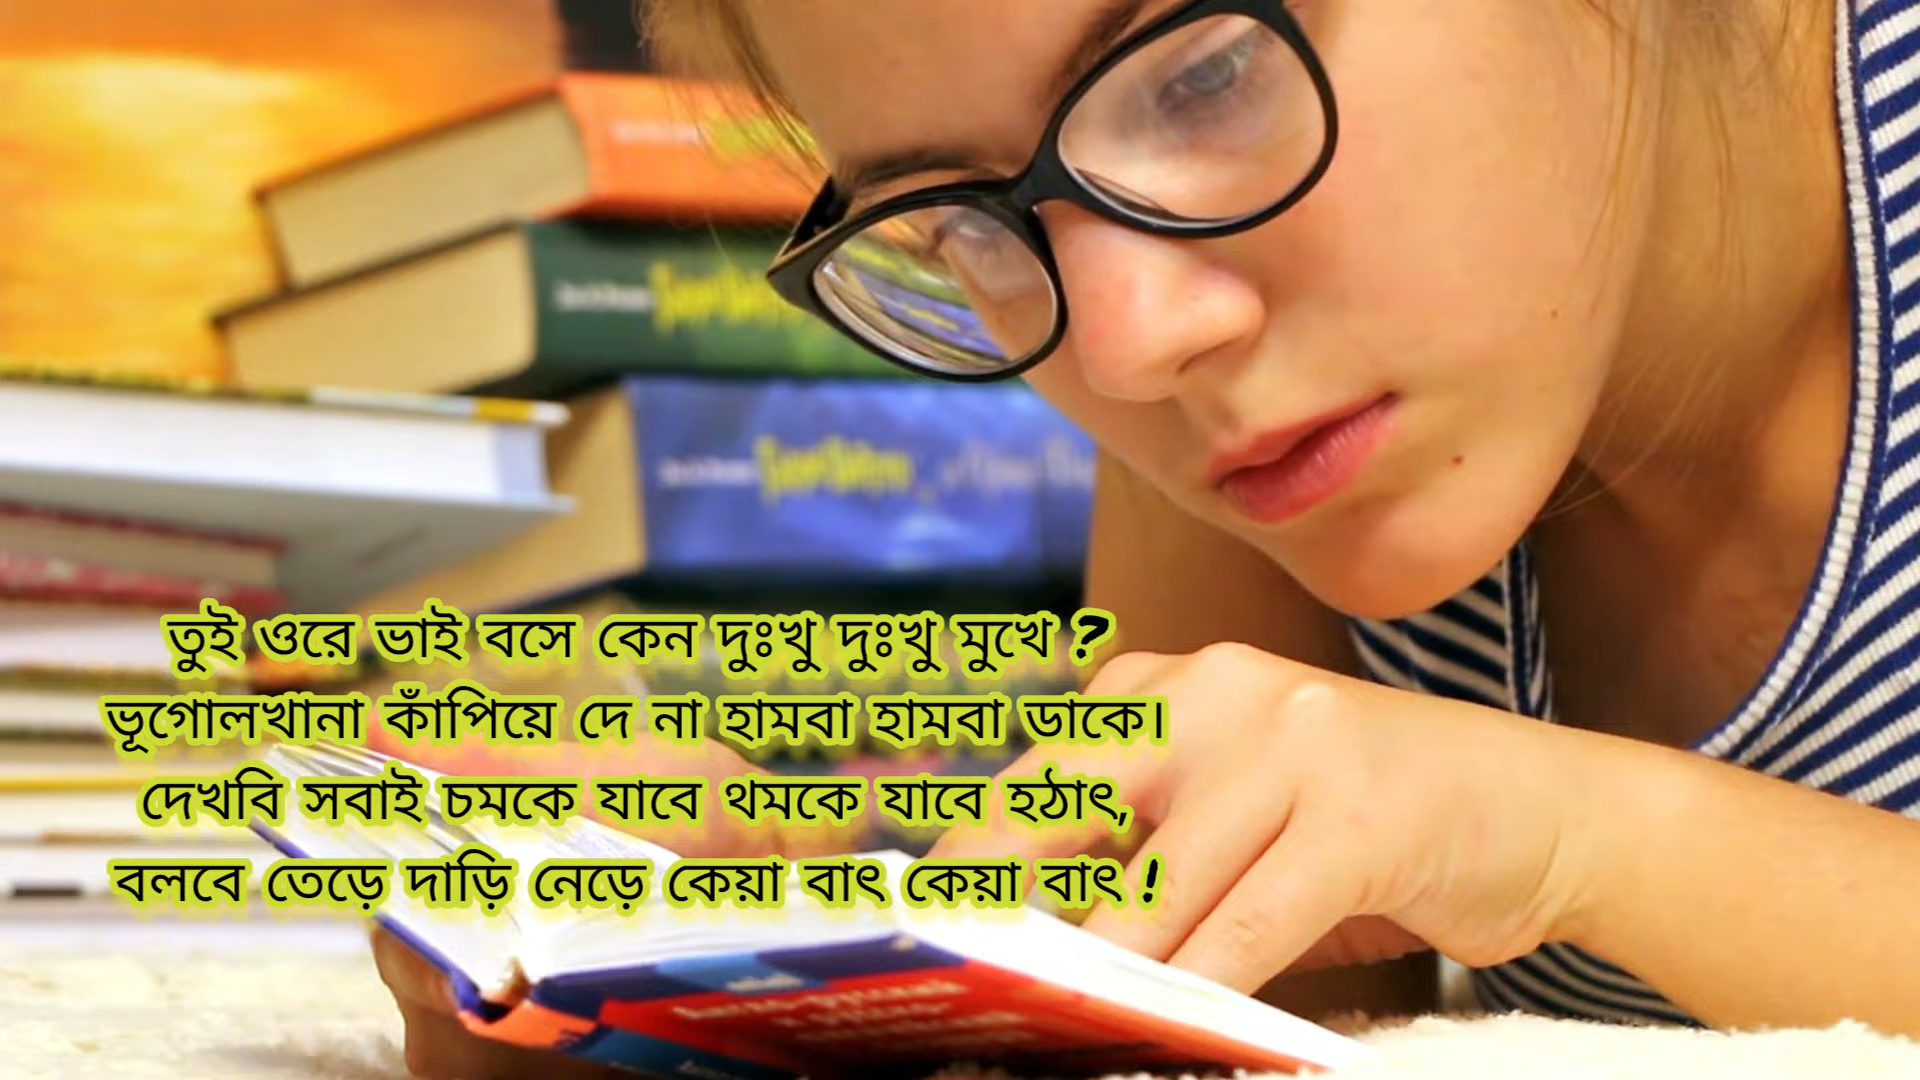 তুই ওরে ভাই বসে কেন দুঃখু দুঃখু মুখে ?
ভূগোলখানা কাঁপিয়ে দে না হামবা হামবা ডাকে।
দেখবি সবাই চমকে যাবে থমকে যাবে হঠাৎ,
বলবে তেড়ে দাড়ি নেড়ে কেয়া বাৎ কেয়া বাৎ !